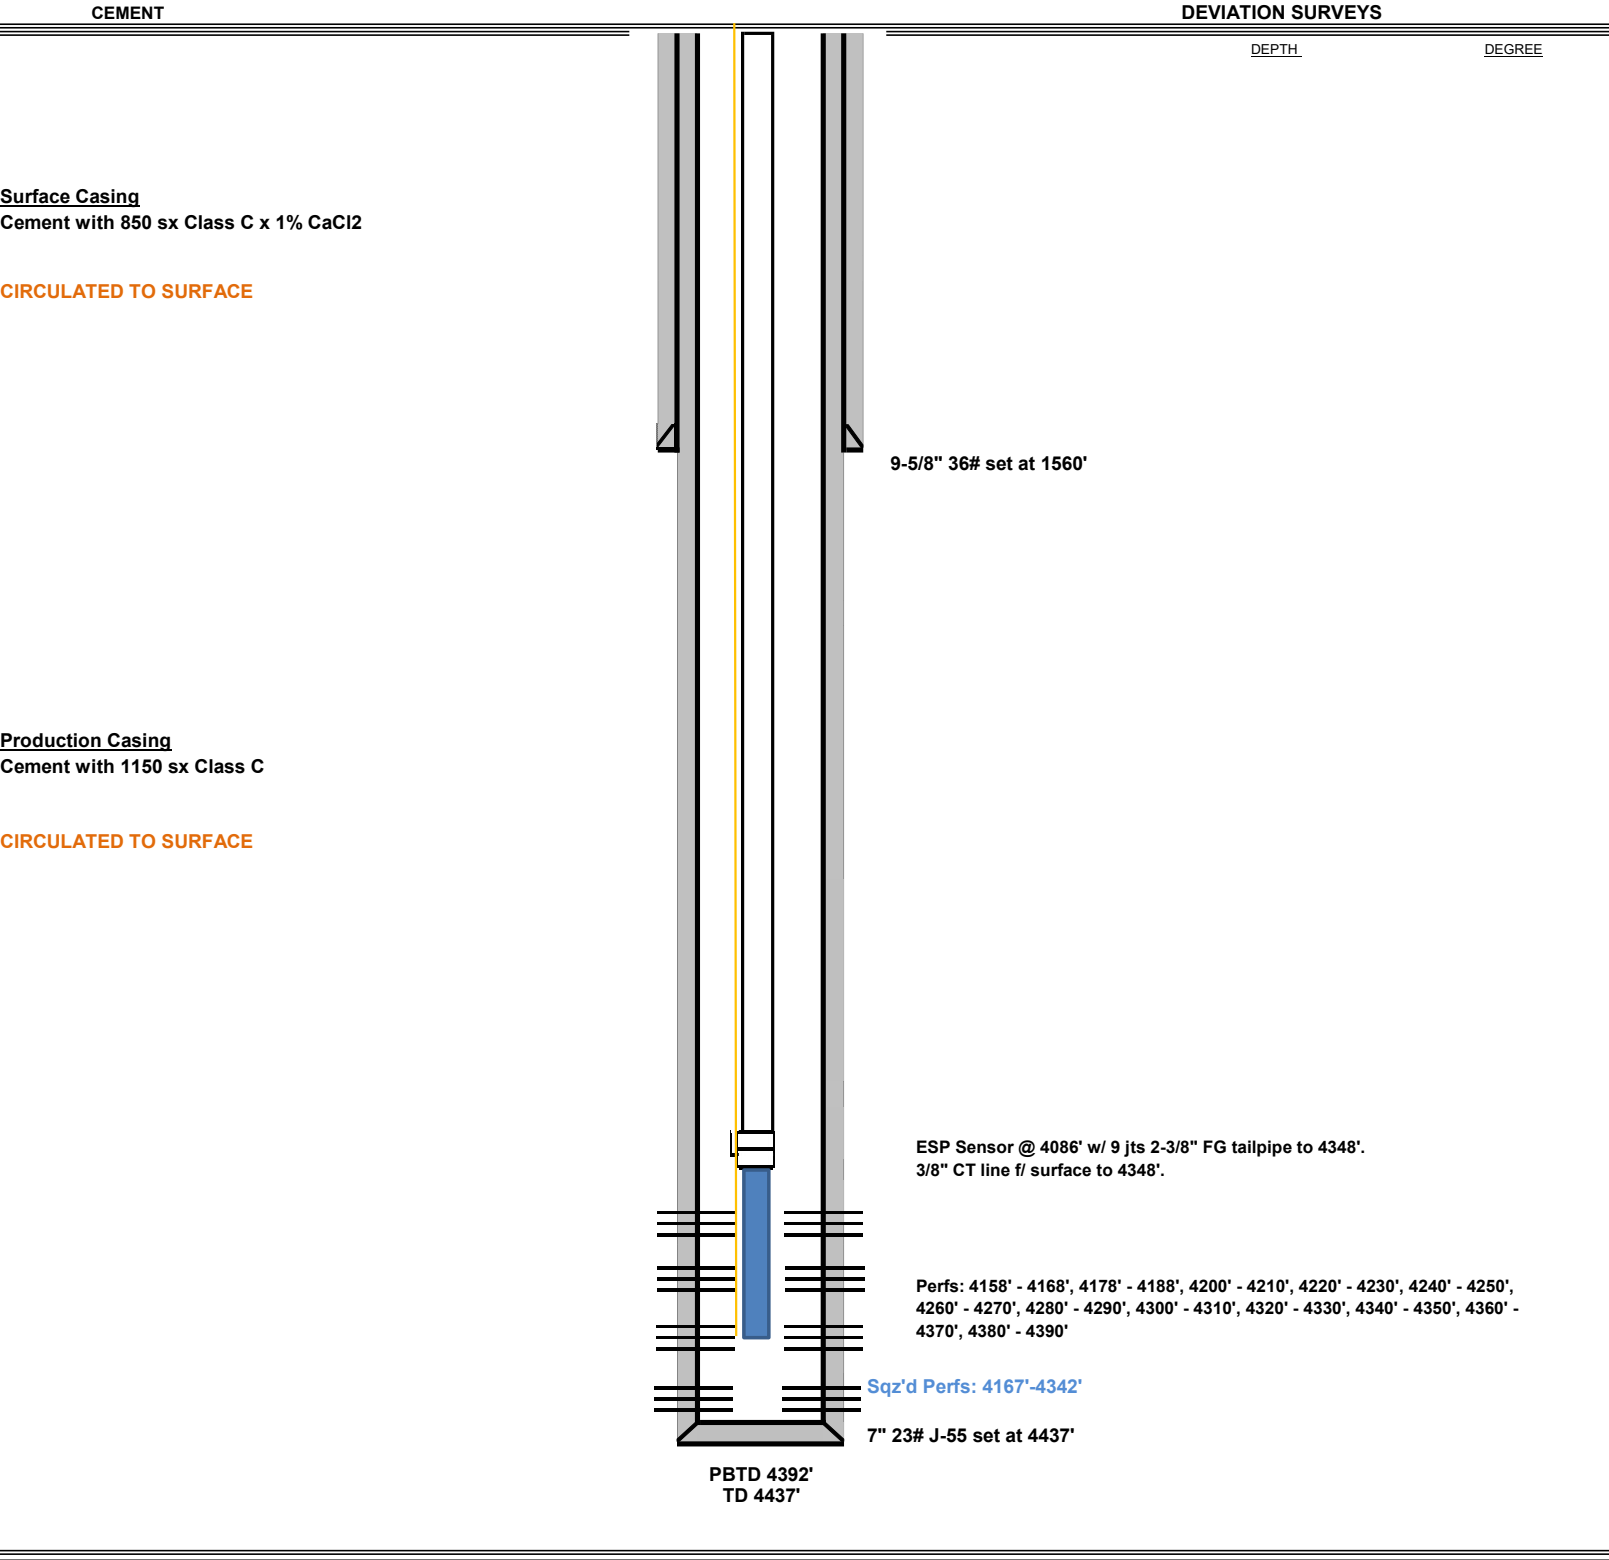 CEMENT
DEVIATION SURVEYS
DEPTH
DEGREE
Surface Casing
Cement with 850 sx Class C x 1% CaCl2
CIRCULATED TO SURFACE
9-5/8" 36# set at 1560'
Production Casing
Cement with 1150 sx Class C
CIRCULATED TO SURFACE
ESP Sensor @ 4086' w/ 9 jts 2-3/8" FG tailpipe to 4348'.
3/8" CT line f/ surface to 4348'.
Perfs: 4158' - 4168', 4178' - 4188', 4200' - 4210', 4220' - 4230', 4240' - 4250',
4260' - 4270', 4280' - 4290', 4300' - 4310', 4320' - 4330', 4340' - 4350', 4360' -
4370', 4380' - 4390'
Sqz'd Perfs: 4167'-4342'
7" 23# J-55 set at 4437'
PBTD 4392'
TD 4437'